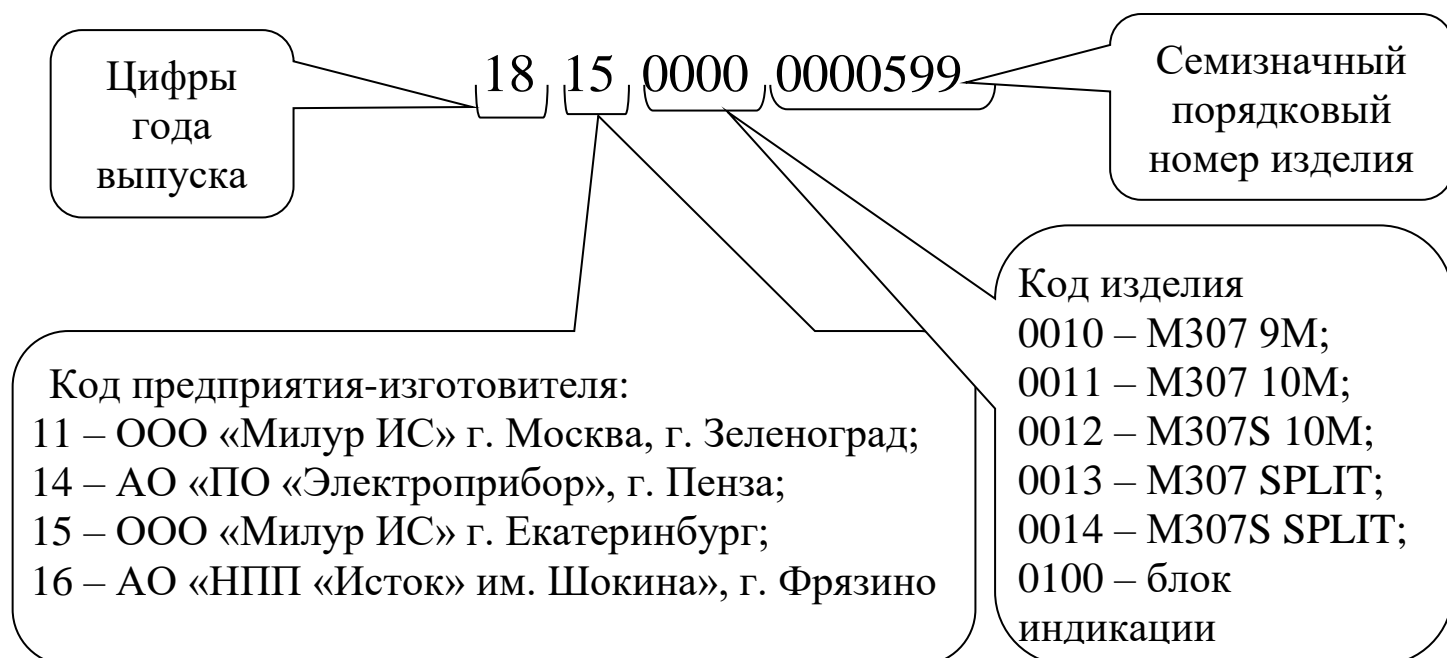 18 15 0000 0000599
Цифры
года
выпуска
Семизначный
порядковый
номер изделия
Код предприятия-изготовителя:
11 – ООО «Милур ИС» г. Москва, г. Зеленоград;
14 – АО «ПО «Электроприбор», г. Пенза;
15 – ООО «Милур ИС» г. Екатеринбург;
16 – АО «НПП «Исток» им. Шокина», г. Фрязино
Код изделия
0010 – М307 9М;
0011 – М307 10М;
0012 – М307S 10М;
0013 – М307 SPLIT;
0014 – М307S SPLIT;
0100 – блок
индикации